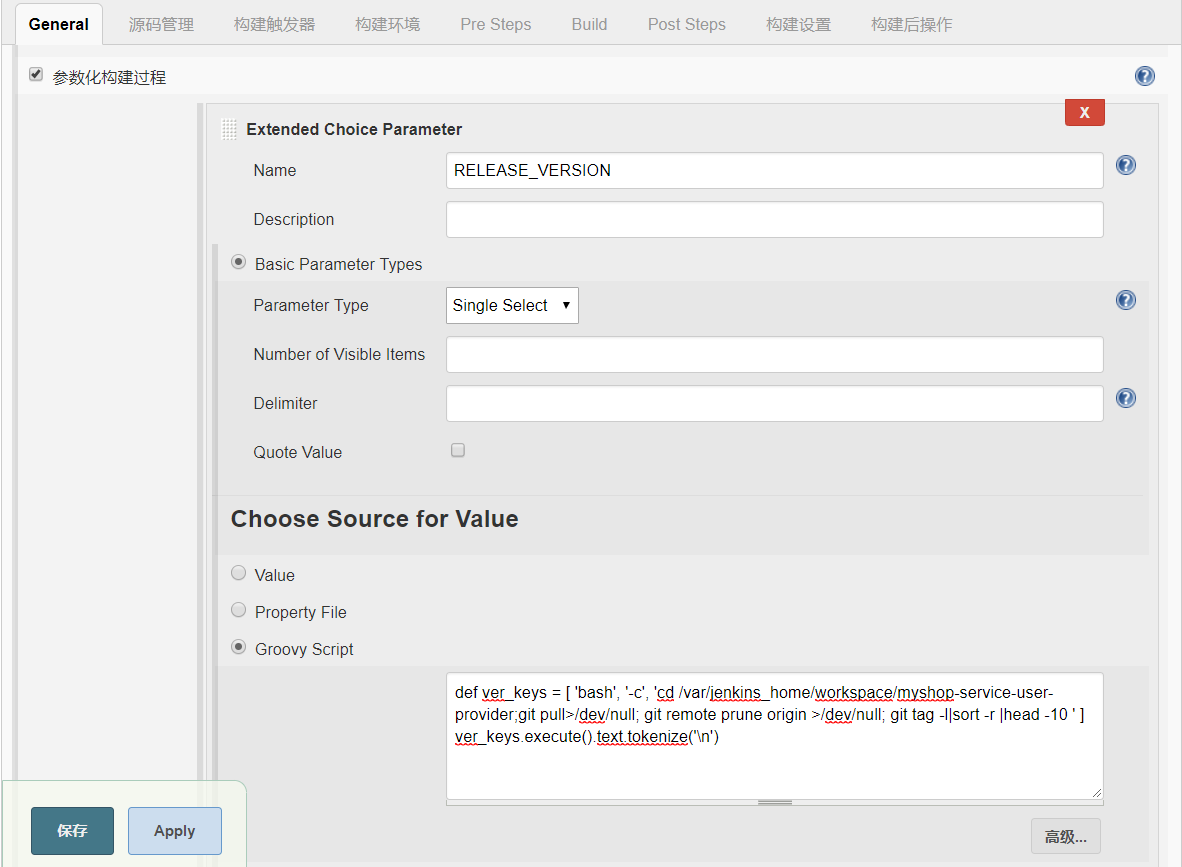 General 源码管理 构建触发器 构建环境 Pre Steps Build Post Steps 构建设置 构建后操作
参数化构建过程
X
Extended Choice Parameter
Name RELEASE_VERSION
Description
Basic Parameter Types
Parameter Type Single Select
Number of Visible Items
Delimiter
Quote Value
Choose Source for Value
Value
Property File
Groovy Script
def ver_keys = [ 'bash', '-c', 'cd /var/jenkins_home/workspace/myshop-service-user-
provider;git pull>/dev/null; git remote prune origin >/dev/null; git tag -l|sort -r |head -10 ' ]
ver_keys.execute().text.tokenize('\n')
保存 Apply
高级...